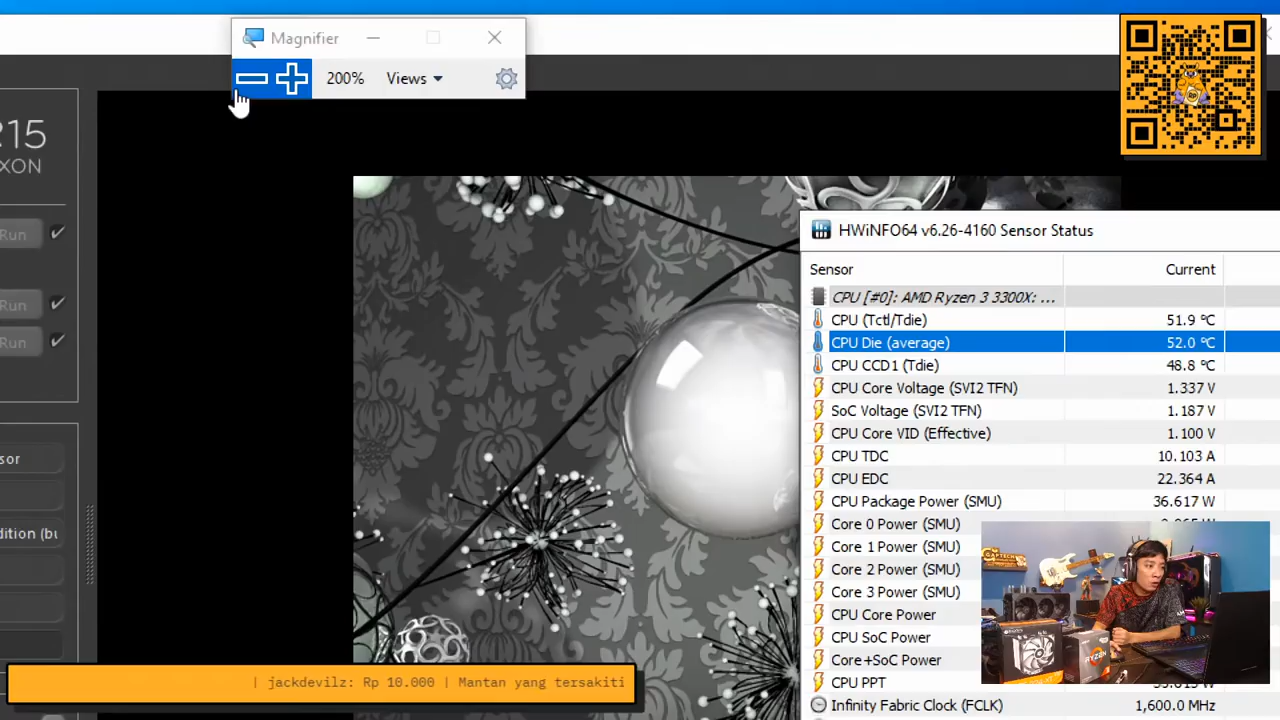 Magnifier
200% Views
R15
XON
Run
Run
Run
sor
dition (bu
HWiNFO64 v6.26-4160 Sensor Status
Sensor Current
CPU [#0]: AMD Ryzen 3 3300X: ...
CPU (Tctl/Tdie) 51.9 °C
CPU Die (average) 52.0 °C
CPU CCD1 (Tdie) 48.8 °C
CPU Core Voltage (SVI2 TFN) 1.337 V
SoC Voltage (SVI2 TFN) 1.187 V
CPU Core VID (Effective) 1.100 V
CPU TDC 10.103 A
CPU EDC 22.364 A
CPU Package Power (SMU) 36.617 W
Core 0 Power (SMU)
Core 1 Power (SMU)
Core 2 Power (SMU)
Core 3 Power (SMU)
CPU Core Power
CPU SoC Power
Core+SoC Power
CPU PPT
Infinity Fabric Clock (FCLK) 1,600.0 MHz
GAPTECH
RYZEN
| jackdevilz: Rp 10.000 | Mantan yang tersakiti